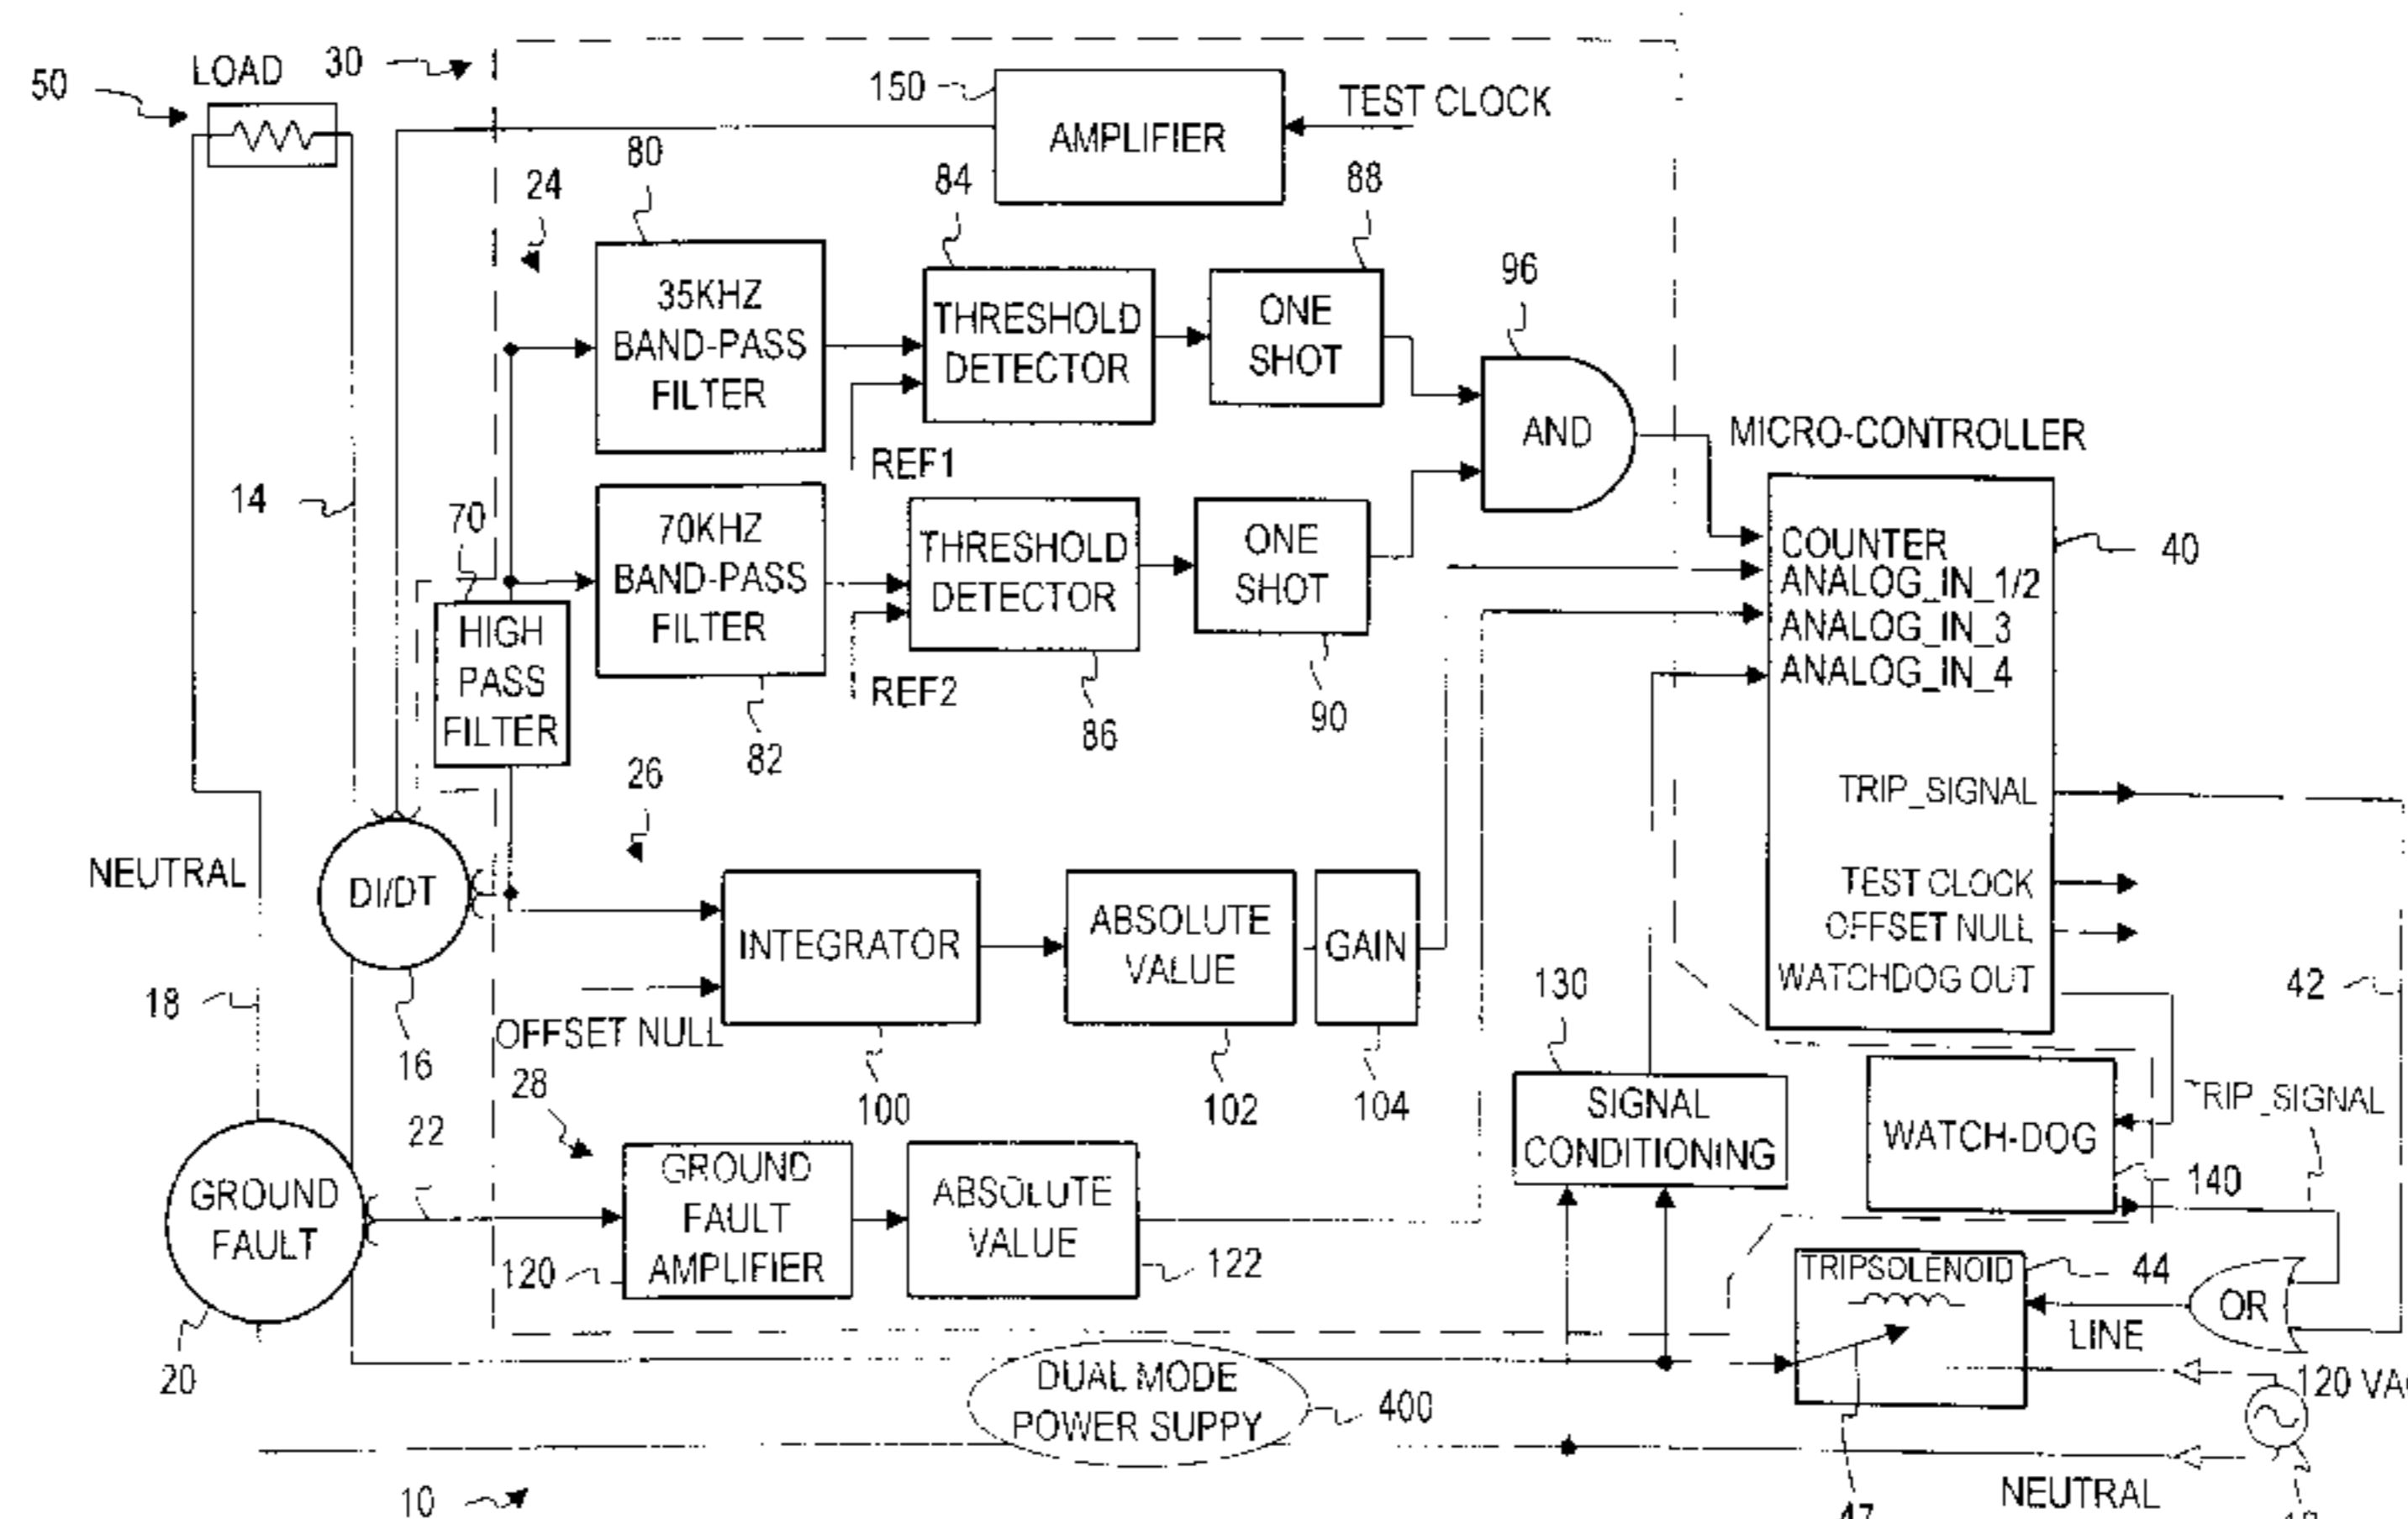 50
LOAD
30
150
AMPLIFIER
TEST CLOCK
24
80
84
88
96
35KHZ
BAND-PASS
FILTER
THRESHOLD
DETECTOR
ONE
SHOT
AND
REF1
MICRO-CONTROLLER
14
70
70KHZ
BAND-PASS
FILTER
THRESHOLD
DETECTOR
ONE
SHOT
COUNTER
ANALOG_IN_1/2
ANALOG_IN_3
ANALOG_IN_4
40
HIGH
PASS
FILTER
REF2
82
86
90
26
TRIP_SIGNAL
TEST CLOCK
OFFSET NULL
WATCHDOG OUT
NEUTRAL
DI/DT
INTEGRATOR
ABSOLUTE
VALUE
GAIN
OFFSET NULL
18
16
100
102
104
130
42
28
22
SIGNAL
CONDITIONING
WATCH-DOG
TRIP_SIGNAL
140
GROUND
FAULT
GROUND
FAULT
AMPLIFIER
ABSOLUTE
VALUE
120
122
TRIPSOLENOID
44
OR
LINE
20
DUAL MODE
POWER SUPPY
400
120 VA
10
NEUTRAL
47